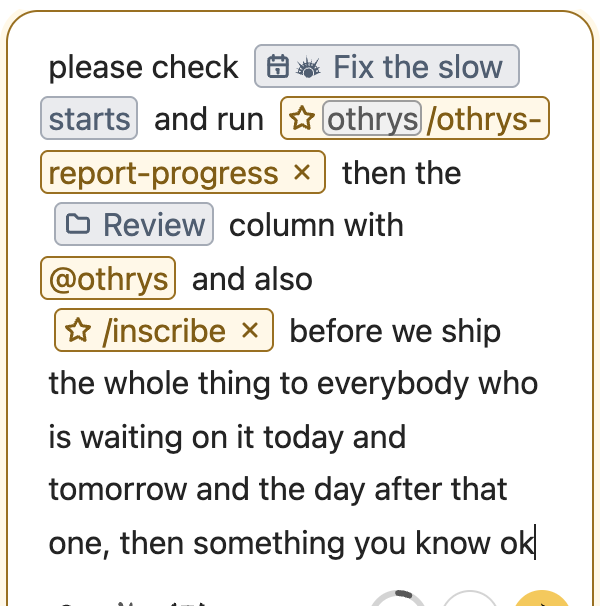 please check Fix the slow
starts and run othrys /othrys-
report-progress × then the
Review column with
@othrys and also
/inscribe × before we ship
the whole thing to everybody who
is waiting on it today and
tomorrow and the day after that
one, then something you know ok